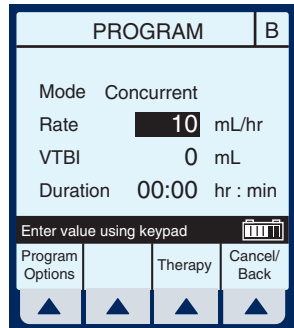 PROGRAM B
Mode Concurrent
Rate 10 mL/hr
VTBI 0 mL
Duration 00:00 hr : min
Enter value using keypad
Program Options Therapy Cancel/ Back